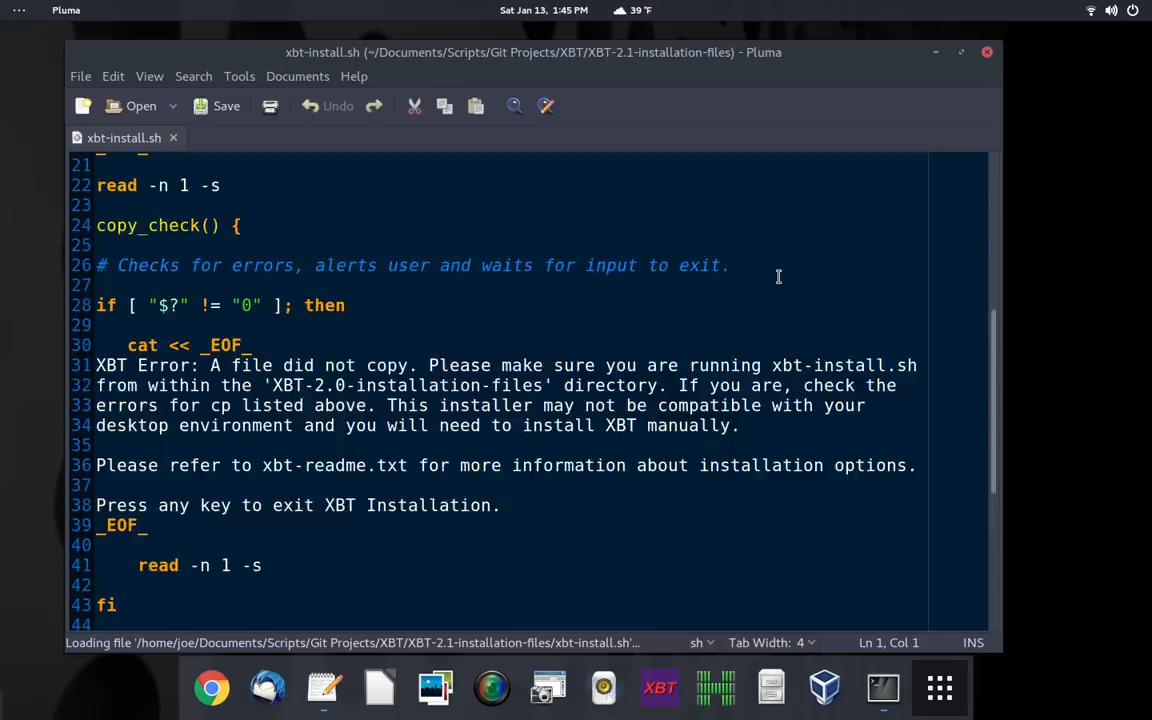 Pluma
Sat Jan 13, 1:45 PM
39 °F
xbt-install.sh (~/Documents/Scripts/Git Projects/XBT/XBT-2.1-installation-files) - Pluma
File Edit View Search Tools Documents Help
Open Save Undo
xbt-install.sh
21
22 read -n 1 -s
23
24 copy_check() {
25
26 # Checks for errors, alerts user and waits for input to exit.
27
28 if [ "$?" != "0" ]; then
29
30 cat << _EOF_
31 XBT Error: A file did not copy. Please make sure you are running xbt-install.sh
32 from within the 'XBT-2.0-installation-files' directory. If you are, check the
33 errors for cp listed above. This installer may not be compatible with your
34 desktop environment and you will need to install XBT manually.
35
36 Please refer to xbt-readme.txt for more information about installation options.
37
38 Press any key to exit XBT Installation.
39 _EOF_
40
41 read -n 1 -s
42
43 fi
44
Loading file '/home/joe/Documents/Scripts/Git Projects/XBT/XBT-2.1-installation-files/xbt-install.sh'... sh Tab Width: 4 Ln 1, Col 1 INS
XBT